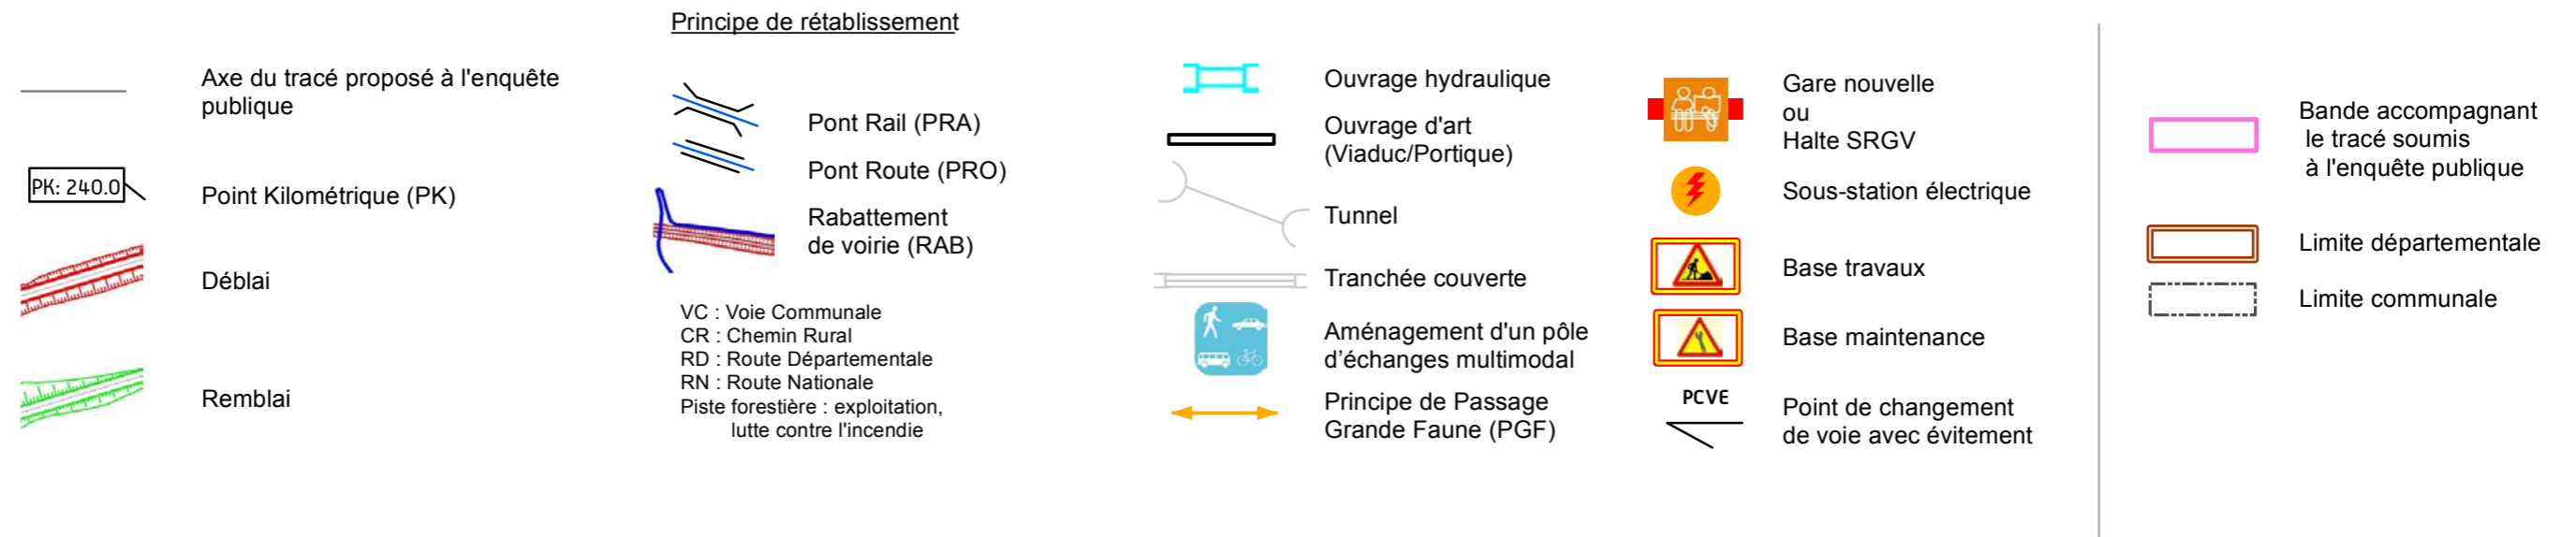 Axe du tracé proposé à l'enquête
publique
PK: 240.0
Point Kilométrique (PK)
Déblai
Remblai
Principe de rétablissement
Pont Rail (PRA)
Pont Route (PRO)
Rabattement
de voirie (RAB)
VC : Voie Communale
CR : Chemin Rural
RD : Route Départementale
RN : Route Nationale
Piste forestière : exploitation,
lutte contre l'incendie
Ouvrage hydraulique
Ouvrage d'art
(Viaduc/Portique)
Tunnel
Tranchée couverte
Aménagement d'un pôle
d’échanges multimodal
Principe de Passage
Grande Faune (PGF)
Gare nouvelle
ou
Halte SRGV
Sous-station électrique
Base travaux
Base maintenance
PCVE
Point de changement
de voie avec évitement
Bande accompagnant
le tracé soumis
à l'enquête publique
Limite départementale
Limite communale